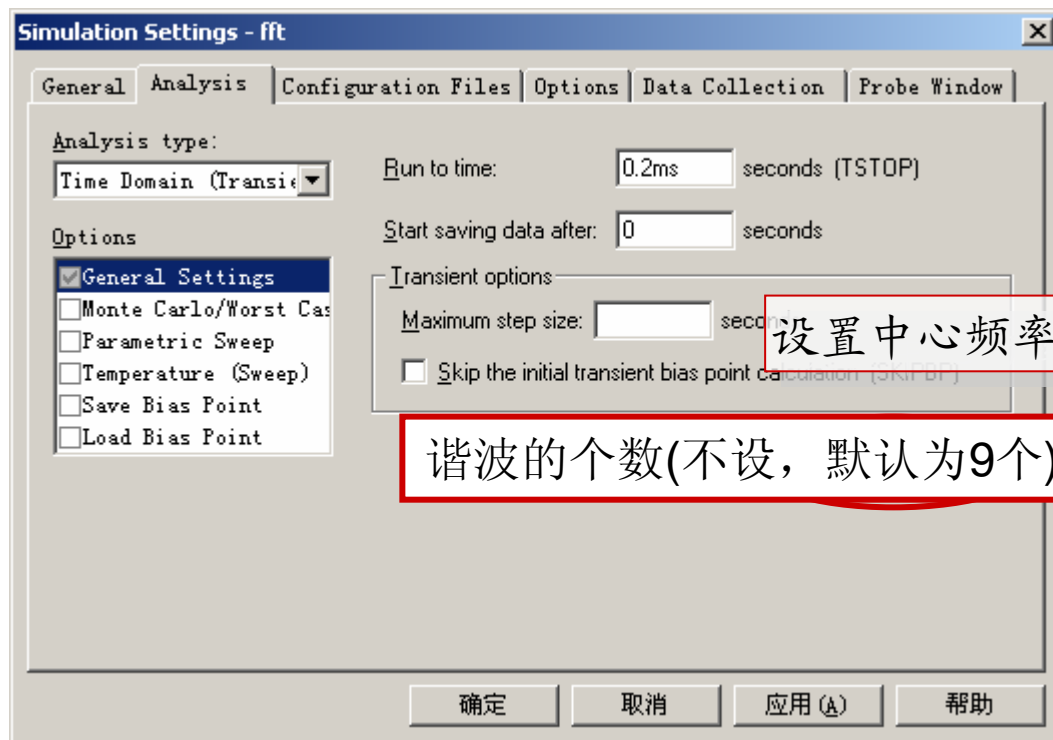 Simulation Settings - fft
General Analysis Configuration Files Options Data Collection Probe Window
Analysis type:
Time Domain (Transie
Options
General Settings
Monte Carlo/Worst Cas
Parametric Sweep
Temperature (Sweep)
Save Bias Point
Load Bias Point
Run to time: 0.2ms seconds (TSTOP)
Start saving data after: 0 seconds
Transient options
Maximum step size: secon
设置中心频率
Skip the initial transient bias point calculation (SKIPBP)
谐波的个数(不设，默认为9个)
确定 取消 应用(A) 帮助